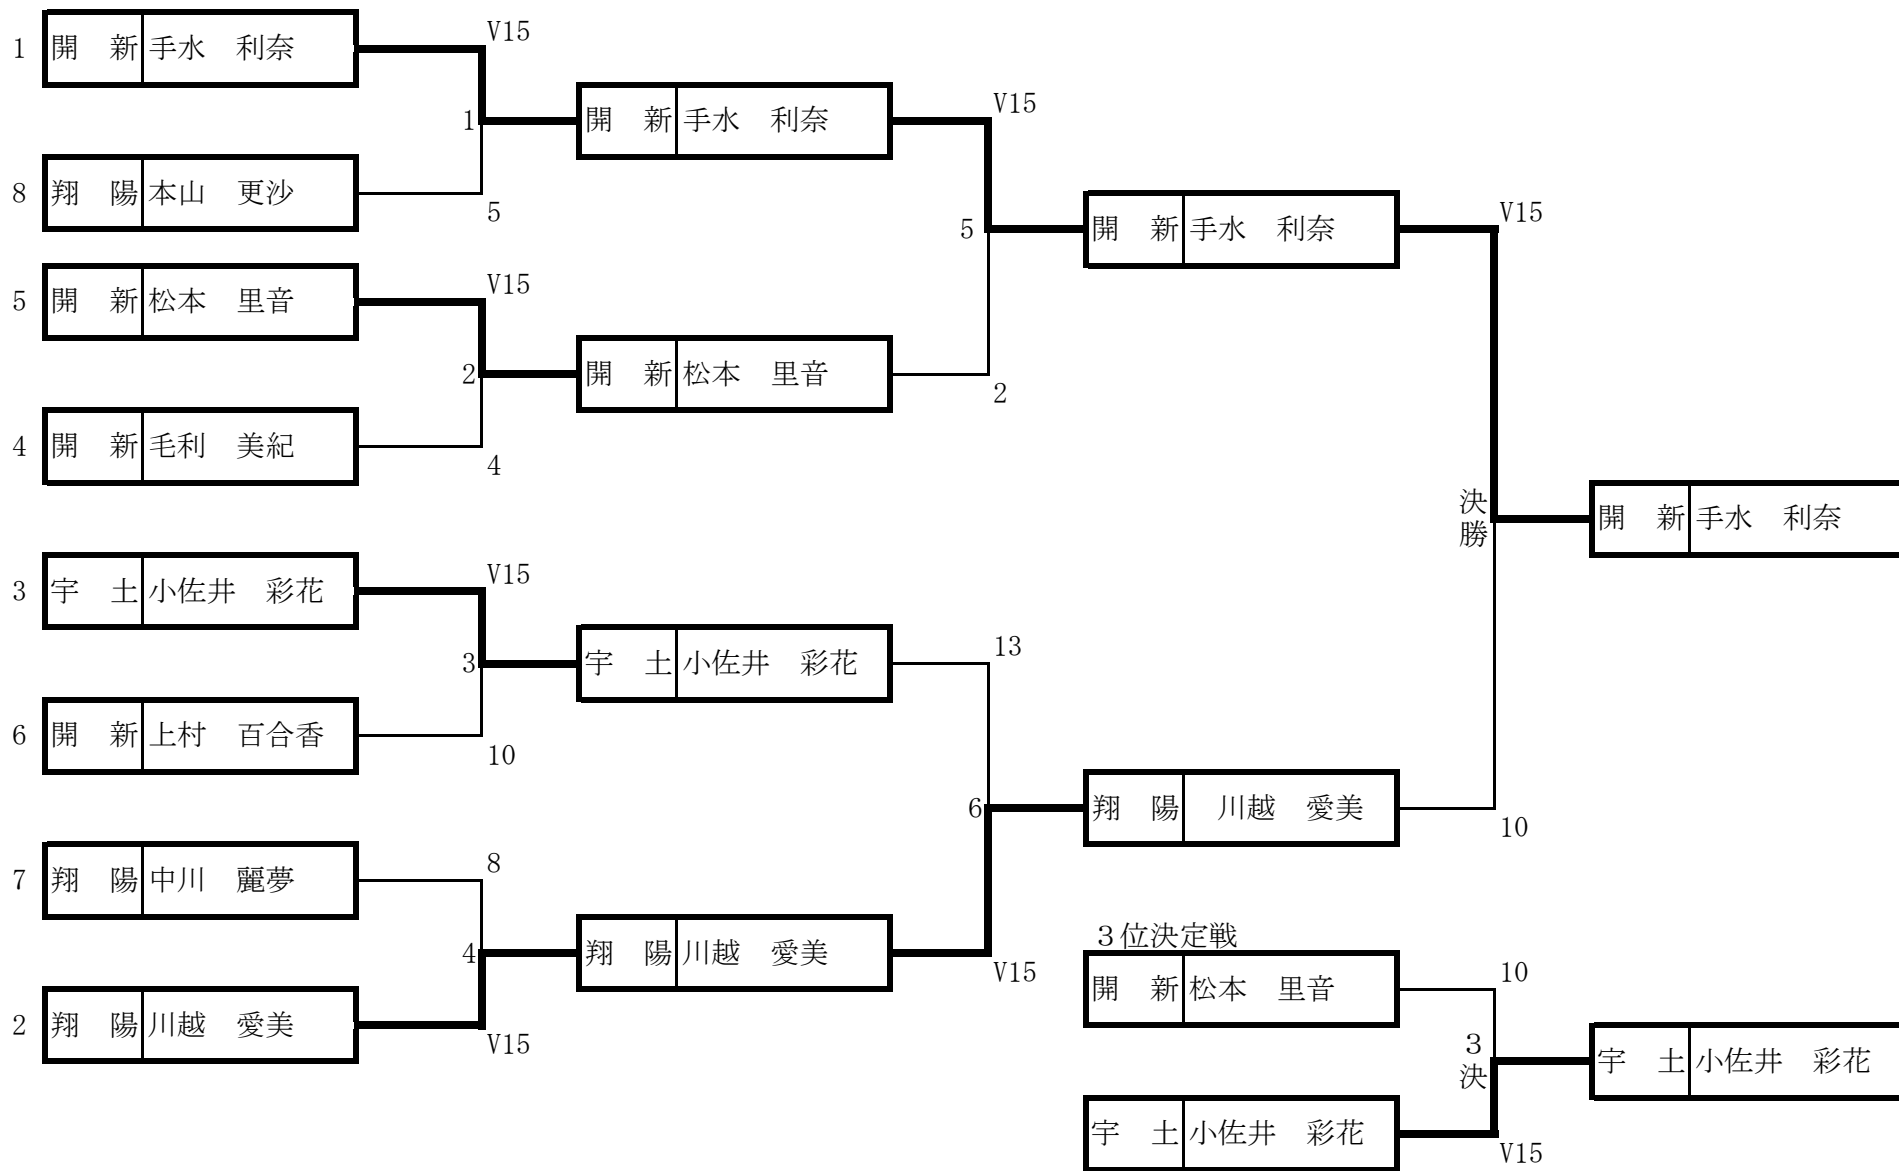 1 開　新 手水　利奈 V15
1 開　新 手水　利奈 V15
8 翔　陽 本山　更沙 5
5 開　新 手水　利奈 V15
5 開　新 松本　里音 V15
2 開　新 松本　里音 2
4 開　新 毛利　美紀 4
決勝 開　新 手水　利奈
3 宇　土 小佐井　彩花 V15
3 宇　土 小佐井　彩花 13
6 開　新 上村　百合香 10
6 翔　陽 川越　愛美 10
7 翔　陽 中川　麗夢 8
4 翔　陽 川越　愛美 V15
2 翔　陽 川越　愛美 V15
３位決定戦
開　新 松本　里音 10
３決 宇　土 小佐井　彩花
宇　土 小佐井　彩花 V15